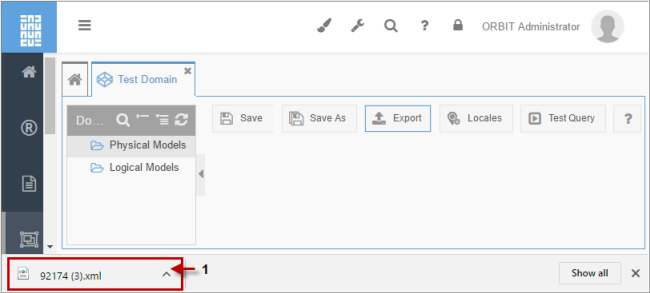 ORBIT Administrator
Test Domain
Do...
Save
Save As
Export
Locales
Test Query
?
Physical Models
Logical Models
92174 (3).xml
1
Show all